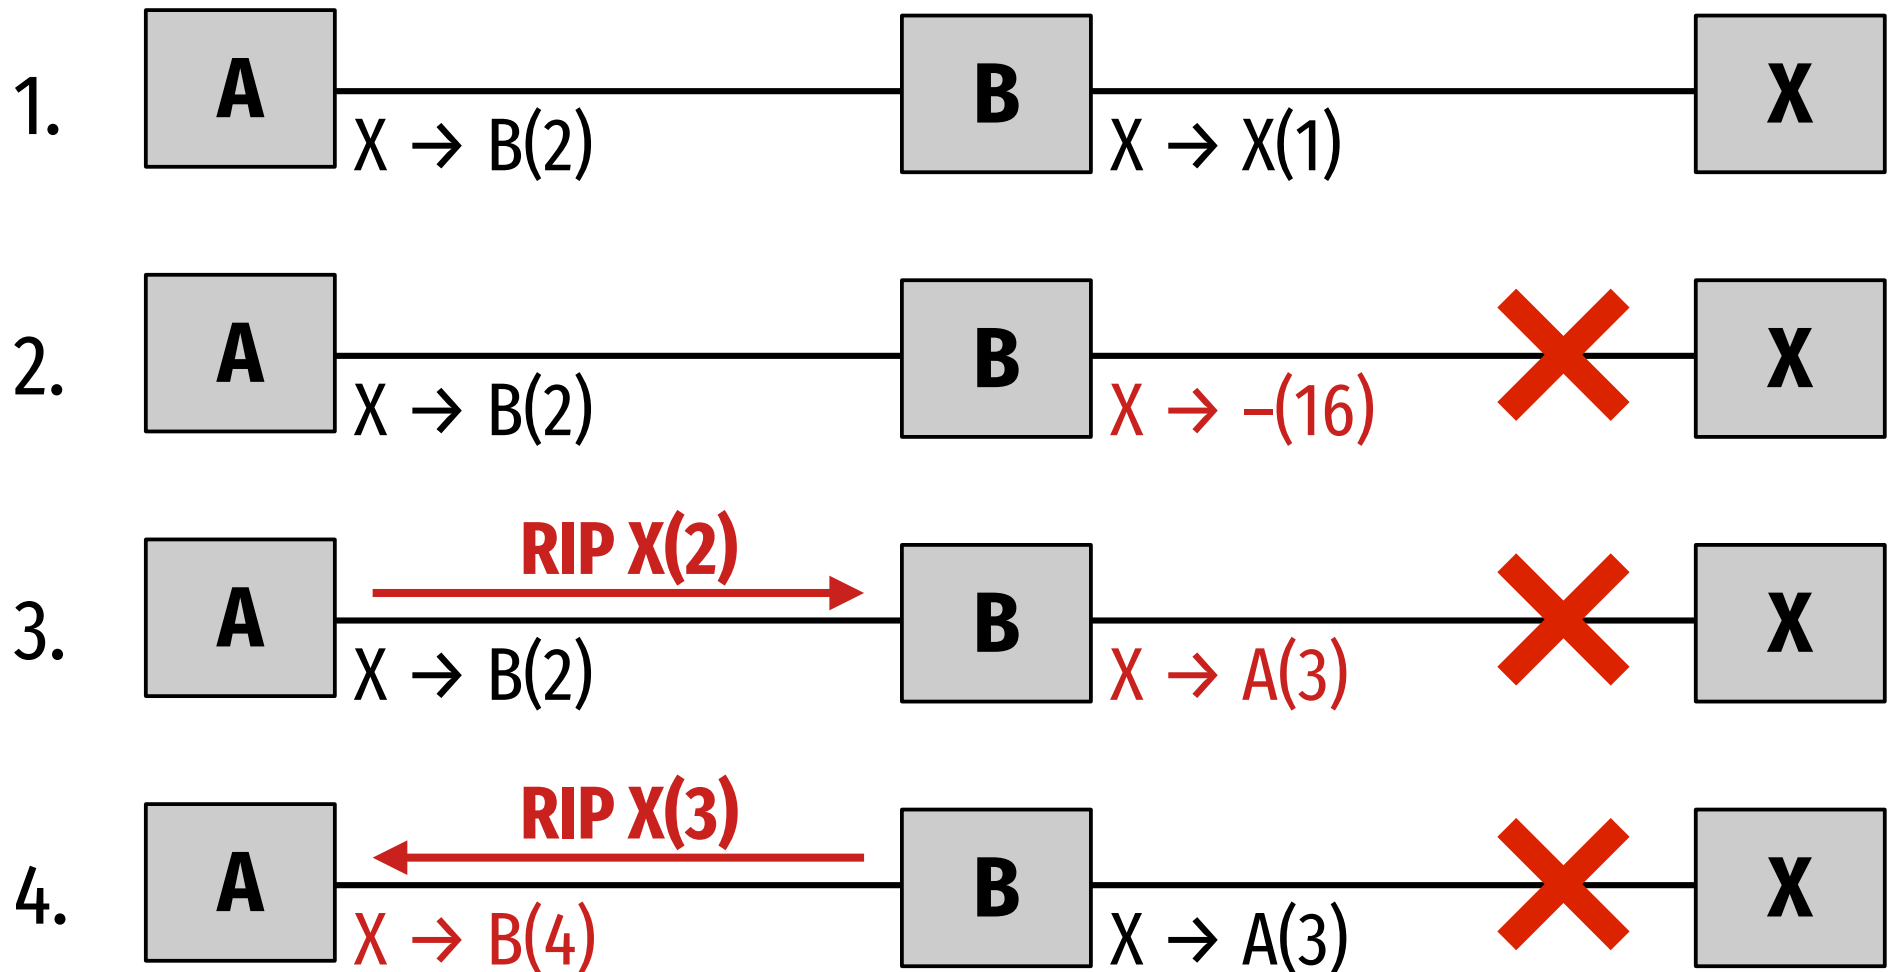 1. A B X
X → B(2) X → X(1)
2. A B X
X → B(2) X → –(16)
RIP X(2)
3. A B X
X → B(2) X → A(3)
RIP X(3)
4. A B X
X → B(4) X → A(3)